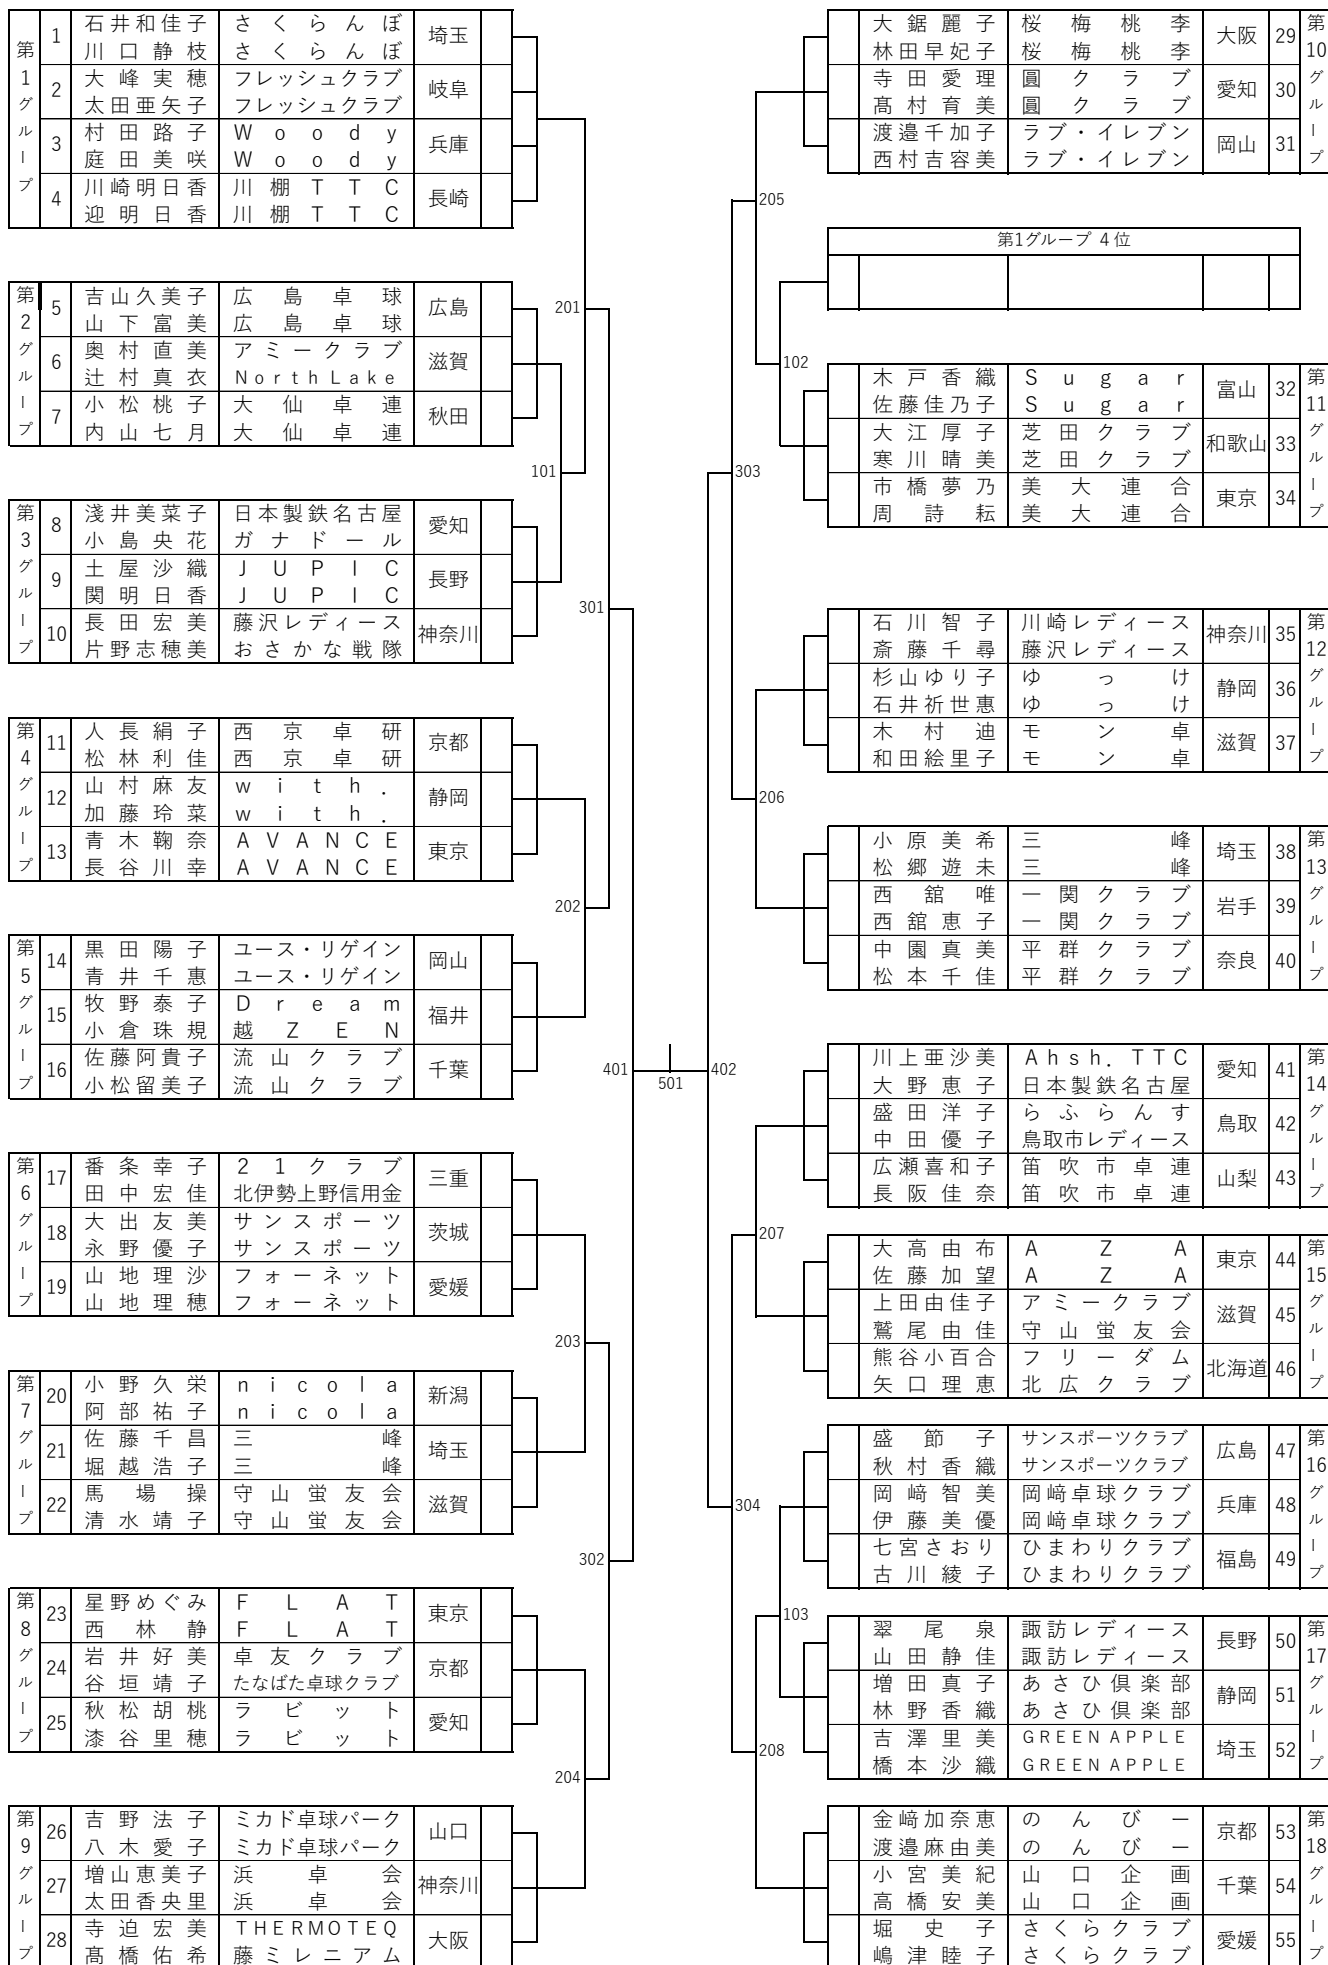 第1グループ
1 石井和佳子 さくらんぼ 埼玉
川口静枝 さくらんぼ
2 大峰実穂 フレッシュクラブ 岐阜
太田亜矢子 フレッシュクラブ
3 村田路子 Woody 兵庫
庭田美咲 Woody
4 川崎明日香 川棚TTC 長崎
迎明日香 川棚TTC
第2グループ
5 吉山久美子 広島卓球 広島
山下富美 広島卓球
6 奥村直美 アミークラブ 滋賀
辻村真衣 NorthLake
7 小松桃子 大仙卓連 秋田
内山七月 大仙卓連
第3グループ
8 淺井美菜子 日本製鉄名古屋 愛知
小島央花 ガナドール
9 土屋沙織 JUPIC 長野
関明日香 JUPIC
10 長田宏美 藤沢レディース 神奈川
片野志穂美 おさかな戦隊
第4グループ
11 人長絹子 西京卓研 京都
松林利佳 西京卓研
12 山村麻友 with. 静岡
加藤玲菜 with.
13 青木鞠奈 AVANCE 東京
長谷川幸 AVANCE
第5グループ
14 黒田陽子 ユース・リゲイン 岡山
青井千惠 ユース・リゲイン
15 牧野泰子 Dream 福井
小倉珠規 越ZEN
16 佐藤阿貴子 流山クラブ 千葉
小松留美子 流山クラブ
第6グループ
17 番条幸子 21クラブ 三重
田中宏佳 北伊勢上野信用金
18 大出友美 サンスポーツ 茨城
永野優子 サンスポーツ
19 山地理沙 フォーネット 愛媛
山地理穂 フォーネット
第7グループ
20 小野久栄 nicola 新潟
阿部祐子 nicola
21 佐藤千昌 三峰 埼玉
堀越浩子 三峰
22 馬場操 守山蛍友会 滋賀
清水靖子 守山蛍友会
第8グループ
23 星野めぐみ FLAT 東京
西林静 FLAT
24 岩井好美 卓友クラブ 京都
谷垣靖子 たなばた卓球クラブ
25 秋松胡桃 ラビット 愛知
漆谷里穂 ラビット
第9グループ
26 吉野法子 ミカド卓球パーク 山口
八木愛子 ミカド卓球パーク
27 増山恵美子 浜卓会 神奈川
太田香央里 浜卓会
28 寺迫宏美 THERMOTEQ 大阪
髙橋佑希 藤ミレニアム
201
101
301
202
401
203
302
204
501
205
102
303
206
402
207
304
103
208
大鋸麗子 桜梅桃李 大阪 29
林田早妃子 桜梅桃李
寺田愛理 圓クラブ 愛知 30
髙村育美 圓クラブ
渡邉千加子 ラブ・イレブン 岡山 31
西村吉容美 ラブ・イレブン
第10グループ
第1グループ 4位
木戸香織 Sugar 富山 32
佐藤佳乃子 Sugar
大江厚子 芝田クラブ 和歌山 33
寒川晴美 芝田クラブ
市橋夢乃 美大連合 東京 34
周詩耘 美大連合
第11グループ
石川智子 川崎レディース 神奈川 35
斎藤千尋 藤沢レディース
杉山ゆり子 ゆっけ 静岡 36
石井祈世惠 ゆっけ
木村迪 モン卓 滋賀 37
和田絵里子 モン卓
第12グループ
小原美希 三峰 埼玉 38
松郷遊未 三峰
西舘唯 一関クラブ 岩手 39
西舘恵子 一関クラブ
中園真美 平群クラブ 奈良 40
松本千佳 平群クラブ
第13グループ
川上亜沙美 Ahsh.TTC 愛知 41
大野恵子 日本製鉄名古屋
盛田洋子 らふらんす 鳥取 42
中田優子 鳥取市レディース
広瀬喜和子 笛吹市卓連 山梨 43
長阪佳奈 笛吹市卓連
第14グループ
大高由布 AZA 東京 44
佐藤加望 AZA
上田由佳子 アミークラブ 滋賀 45
鷲尾由佳 守山蛍友会
熊谷小百合 フリーダム 北海道 46
矢口理恵 北広クラブ
第15グループ
盛節子 サンスポーツクラブ 広島 47
秋村香織 サンスポーツクラブ
岡﨑智美 岡﨑卓球クラブ 兵庫 48
伊藤美優 岡﨑卓球クラブ
七宮さおり ひまわりクラブ 福島 49
古川綾子 ひまわりクラブ
第16グループ
翠尾泉 諏訪レディース 長野 50
山田静佳 諏訪レディース
増田真子 あさひ倶楽部 静岡 51
林野香織 あさひ倶楽部
吉澤里美 GREEN APPLE 埼玉 52
橋本沙織 GREEN APPLE
第17グループ
金﨑加奈恵 のんびー 京都 53
渡邉麻由美 のんびー
小宮美紀 山口企画 千葉 54
高橋安美 山口企画
堀史子 さくらクラブ 愛媛 55
嶋津睦子 さくらクラブ
第18グループ